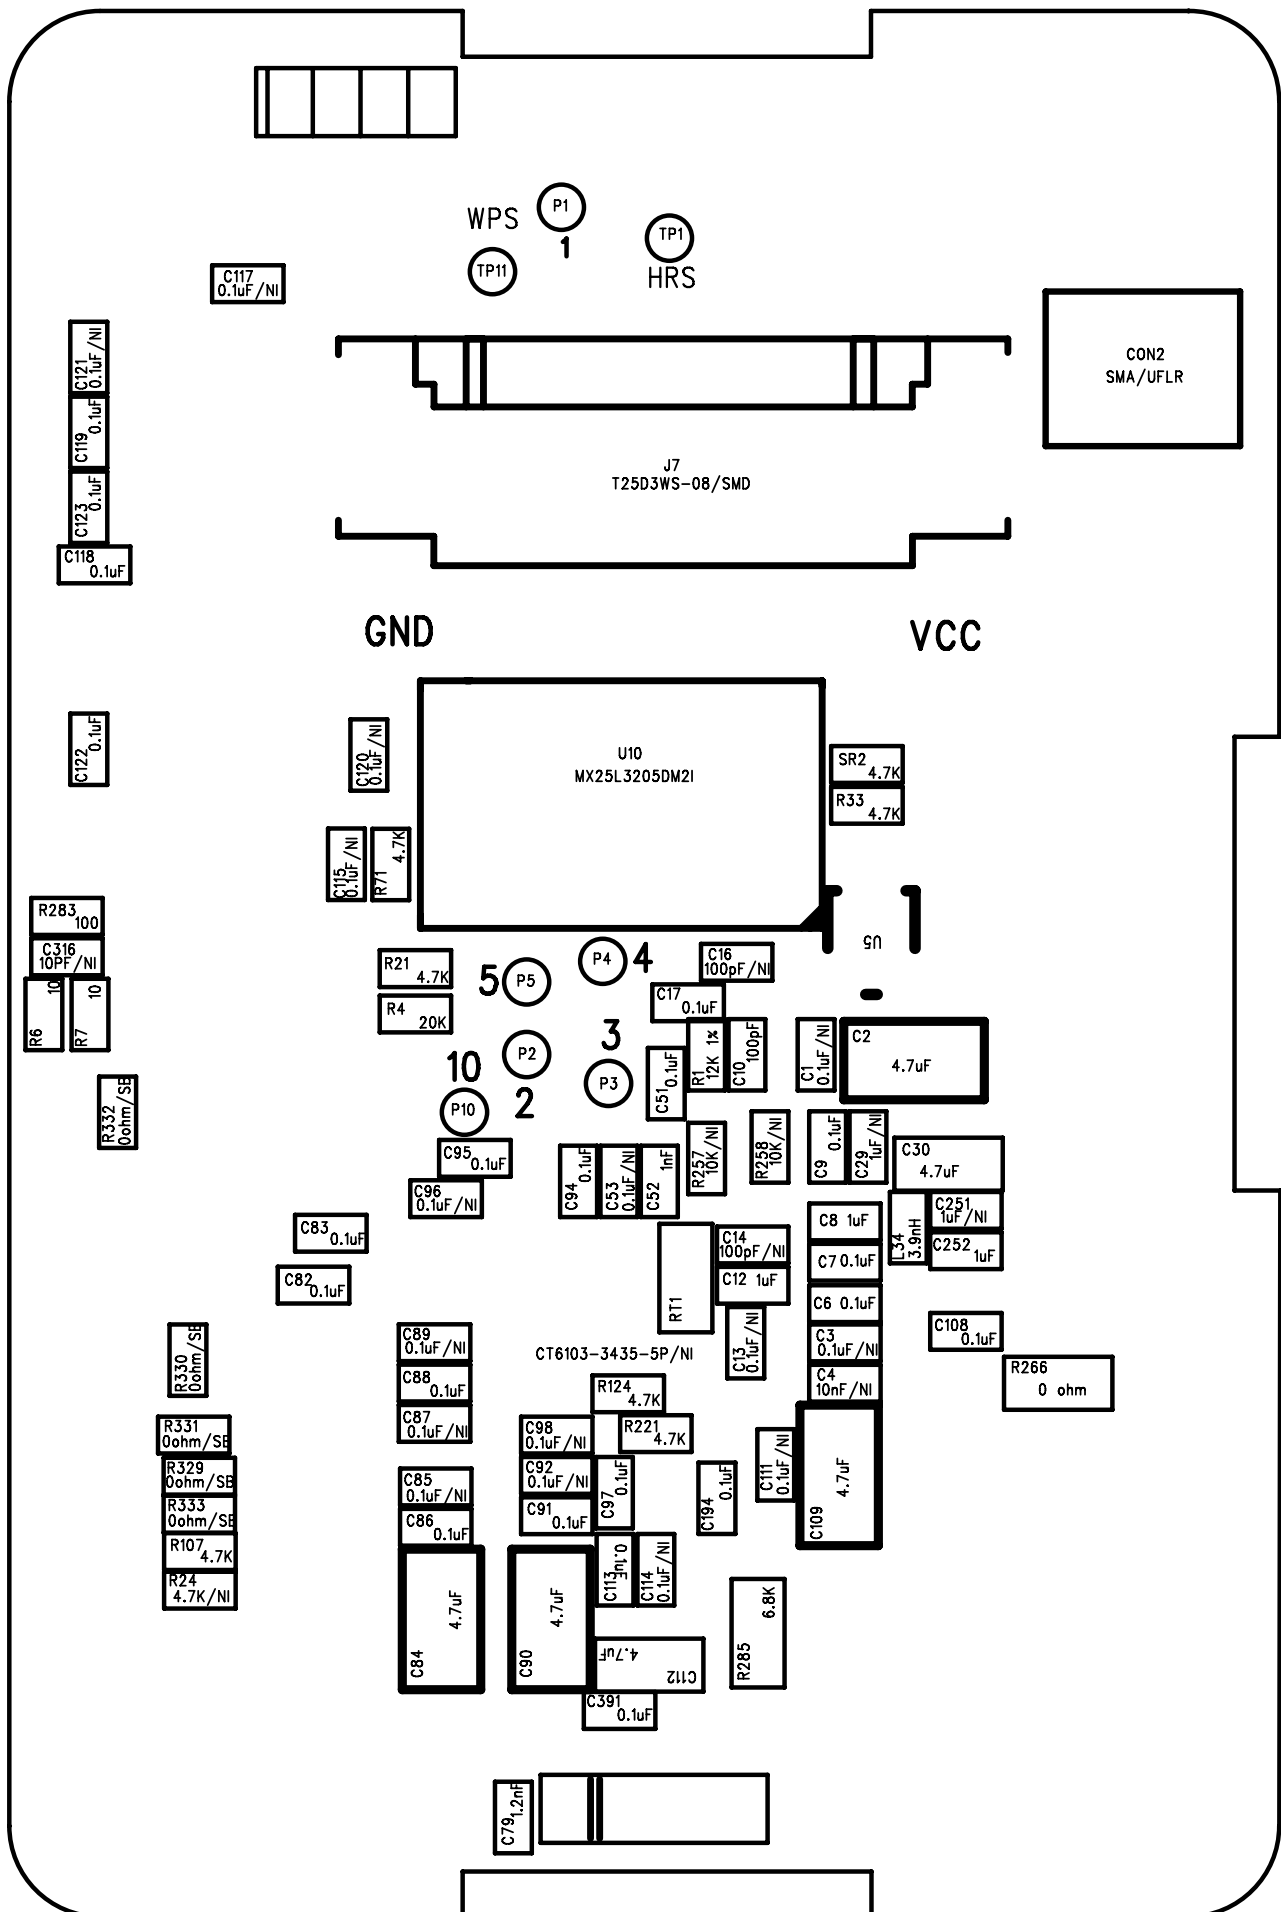 WPS
P1
1
TP1
HRS
TP11
C117
0.1uF/NI
C121
0.1uF/NI
C119
0.1uF
C123
0.1uF
C118
0.1uF
CON2
SMA/UFLR
J7
T25D3WS-08/SMD
GND
VCC
C122
0.1uF
C120
0.1uF/NI
U10
MX25L3205DM2I
SR2
4.7K
R33
4.7K
C115
0.1uF/NI
R71
4.7K
R283
100
C316
10PF/NI
R6
10
R7
10
R21
4.7K
R4
20K
5
P5
P4
4
C16
100pF/NI
U5
C17
0.1uF
3
P3
P2
2
10
P10
C51
0.1uF
R1
12K 1%
C10
100pF
C1
0.1uF/NI
C2
4.7uF
R332
0ohm/SB
C95
0.1uF
C96
0.1uF/NI
C94
0.1uF
C53
0.1uF/NI
C52
1nF
R257
10K/NI
R258
10K/NI
C9
0.1uF
C29
1uF/NI
C30
4.7uF
C83
0.1uF
C82
0.1uF
RT1
C14
100pF/NI
C12 1uF
C13
0.1uF/NI
C8 1uF
C7 0.1uF
C6 0.1uF
C3
0.1uF/NI
C4
10nF/NI
L34
3.9nH
C251
1uF/NI
C252
1uF
C108
0.1uF
R266
0 ohm
R330
0ohm/SB
C89
0.1uF/NI
C88
0.1uF
C87
0.1uF/NI
CT6103-3435-5P/NI
R124
4.7K
R221
4.7K
R331
0ohm/SB
R329
0ohm/SB
R333
0ohm/SB
R107
4.7K
R24
4.7K/NI
C85
0.1uF/NI
C86
0.1uF
C98
0.1uF/NI
C92
0.1uF/NI
C91
0.1uF
C97
0.1uF
C194
0.1uF
C111
0.1uF/NI
C109
4.7uF
C113
0.1uF
C114
0.1uF/NI
C84
4.7uF
C90
4.7uF
C112
4.7uF
R285
6.8K
C391
0.1uF
C79
1.2nF